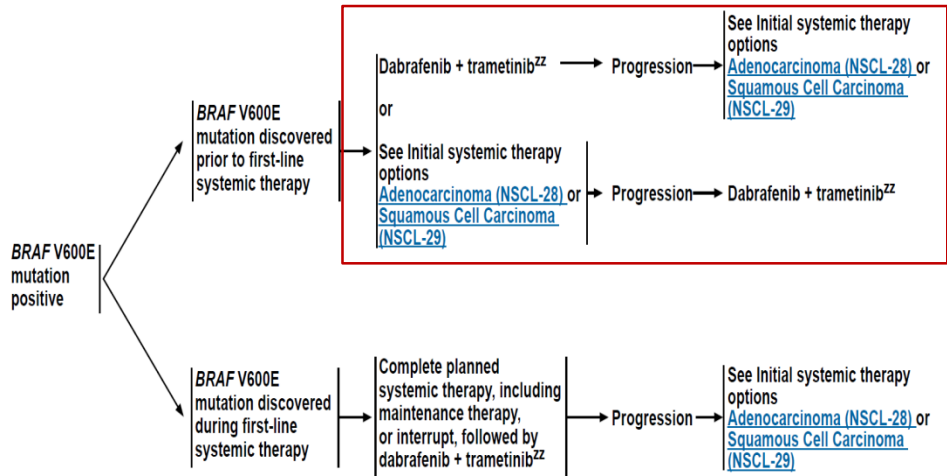 BRAF V600E
mutation
positive
BRAF V600E
mutation discovered
prior to first-line
systemic therapy
Dabrafenib + trametinibZZ
Progression
See Initial systemic therapy
options
Adenocarcinoma (NSCL-28) or
Squamous Cell Carcinoma
(NSCL-29)
or
See Initial systemic therapy
options
Adenocarcinoma (NSCL-28) or
Squamous Cell Carcinoma
(NSCL-29)
Progression
Dabrafenib + trametinibZZ
BRAF V600E
mutation discovered
during first-line
systemic therapy
Complete planned
systemic therapy, including
maintenance therapy,
or interrupt, followed by
dabrafenib + trametinibZZ
Progression
See Initial systemic therapy
options
Adenocarcinoma (NSCL-28) or
Squamous Cell Carcinoma
(NSCL-29)